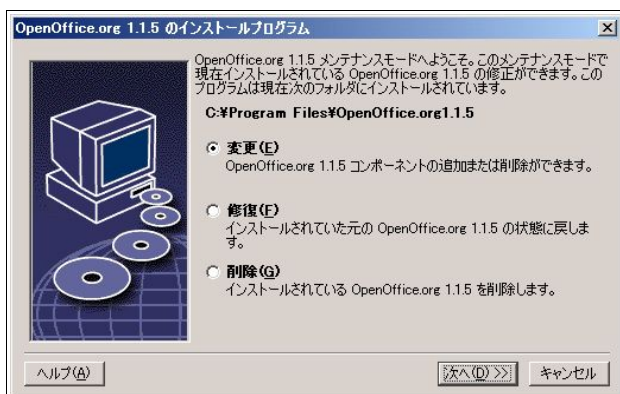 OpenOffice.org 1.1.5 のインストールプログラム
OpenOffice.org 1.1.5 メンテナンスモードへようこそ。このメンテナンスモードで
現在インストールされている OpenOffice.org 1.1.5 の修正ができます。この
プログラムは現在次のフォルダにインストールされています。
C:¥Program Files¥OpenOffice.org1.1.5
変更(E)
OpenOffice.org 1.1.5 コンポーネントの追加または削除ができます。
修復(F)
インストールされていた元の OpenOffice.org 1.1.5 の状態に戻しま
す。
削除(G)
インストールされている OpenOffice.org 1.1.5 を削除します。
ヘルプ(A)
次へ(D) >>
キャンセル